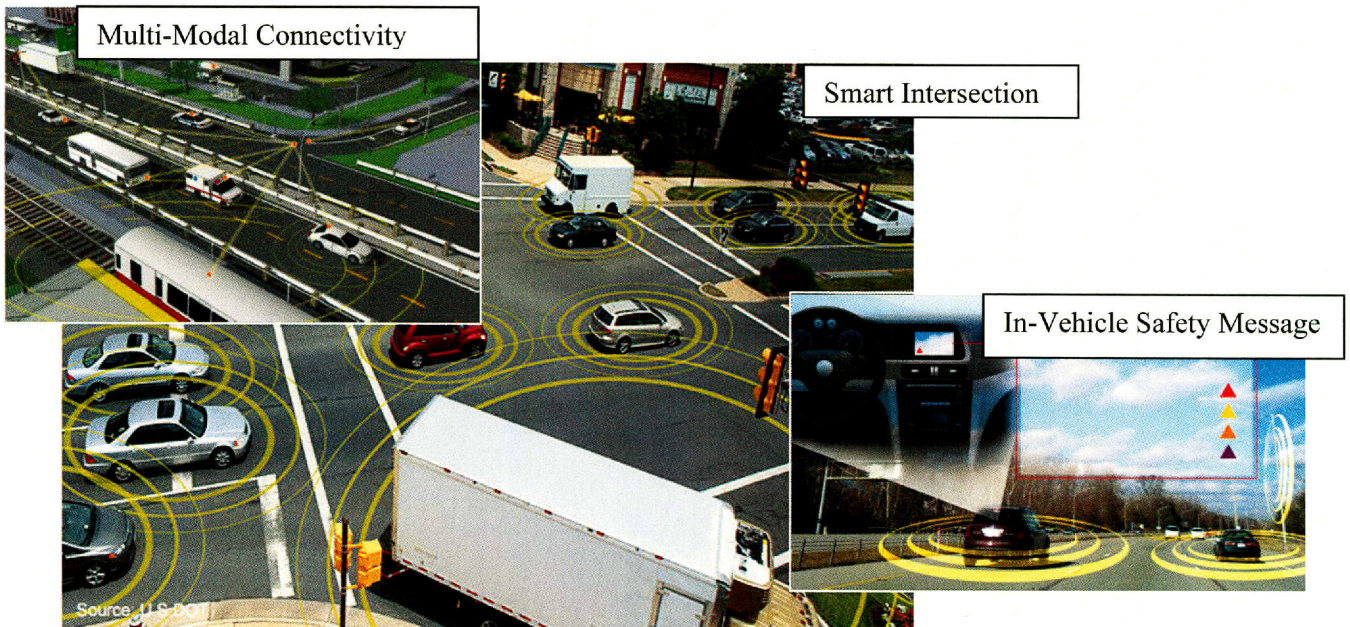 Multi-Modal Connectivity
Smart Intersection
In-Vehicle Safety Message
Source: U.S DOT